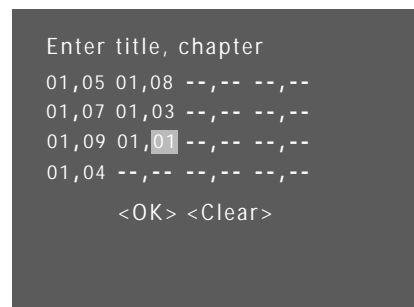 Enter title, chapter
01,05 01,08 --,-- --,--
01,07 01,03 --,-- --,--
01,09 01,01 --,-- --,--
01,04 --,-- --,-- --,--
<OK> <Clear>